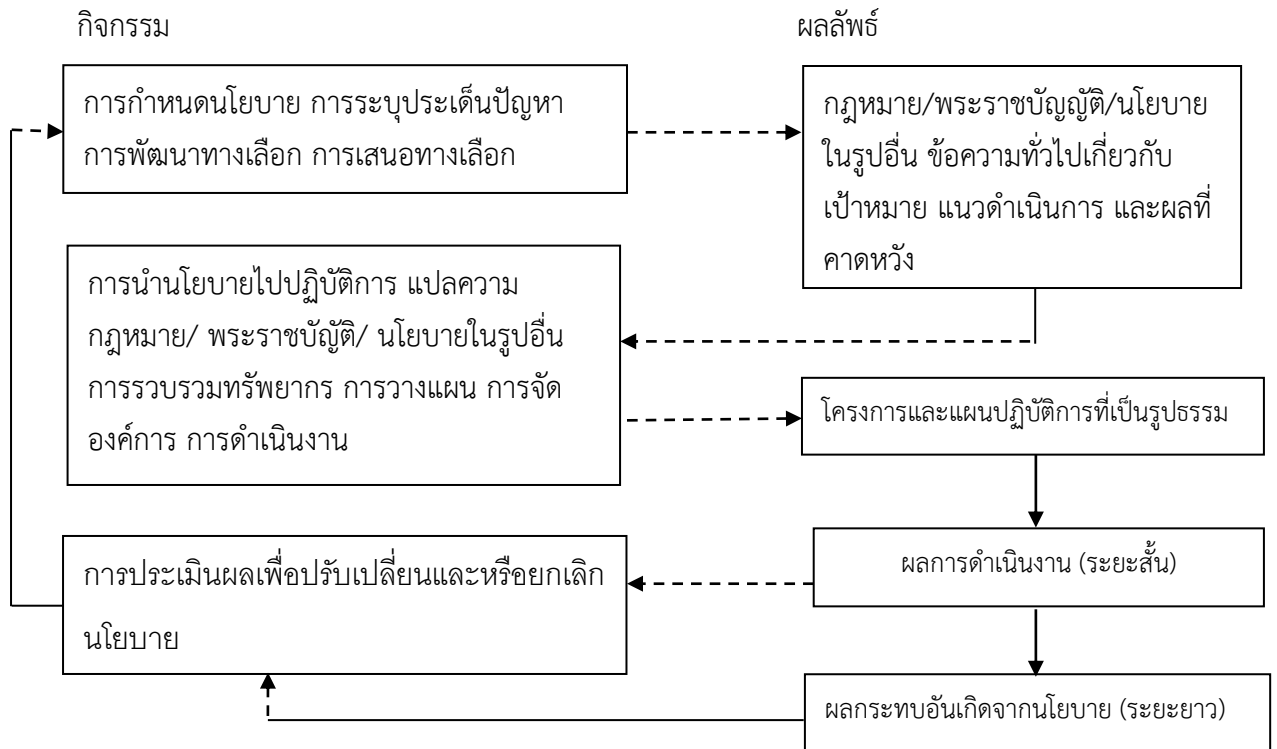 กิจกรรม
ผลลัพธ์
การกำหนดนโยบาย การระบุประเด็นปัญหา
การพัฒนาทางเลือก การเสนอทางเลือก
กฎหมาย/พระราชบัญญัติ/นโยบาย
ในรูปอื่น ข้อความทั่วไปเกี่ยวกับ
เป้าหมาย แนวดำเนินการ และผลที่
คาดหวัง
การนำนโยบายไปปฏิบัติการ แปลความ
กฎหมาย/ พระราชบัญญัติ/ นโยบายในรูปอื่น
การรวบรวมทรัพยากร การวางแผน การจัด
องค์การ การดำเนินงาน
โครงการและแผนปฏิบัติการที่เป็นรูปธรรม
การประเมินผลเพื่อปรับเปลี่ยนและหรือยกเลิก
นโยบาย
ผลการดำเนินงาน (ระยะสั้น)
ผลกระทบอันเกิดจากนโยบาย (ระยะยาว)